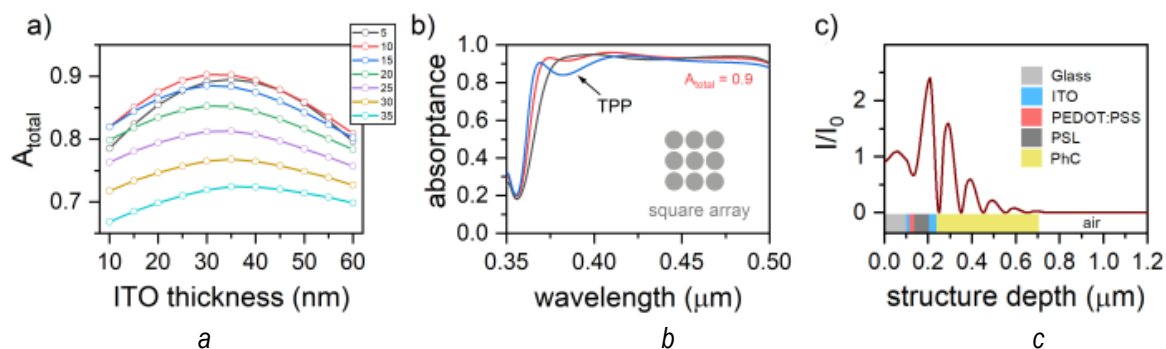 a)
A_total
0.9
0.8
0.7
10 20 30 40 50 60
ITO thickness (nm)
5
10
15
20
25
30
35
b)
absorptance
1.0
0.8
0.6
0.4
0.2
0.0
A_total = 0.9
TPP
square array
0.35 0.40 0.45 0.50
wavelength (μm)
c)
I/I_0
2
1
0
Glass
ITO
PEDOT:PSS
PSL
PhC
air
0.0 0.2 0.4 0.6 0.8 1.0 1.2
structure depth (μm)
a b c